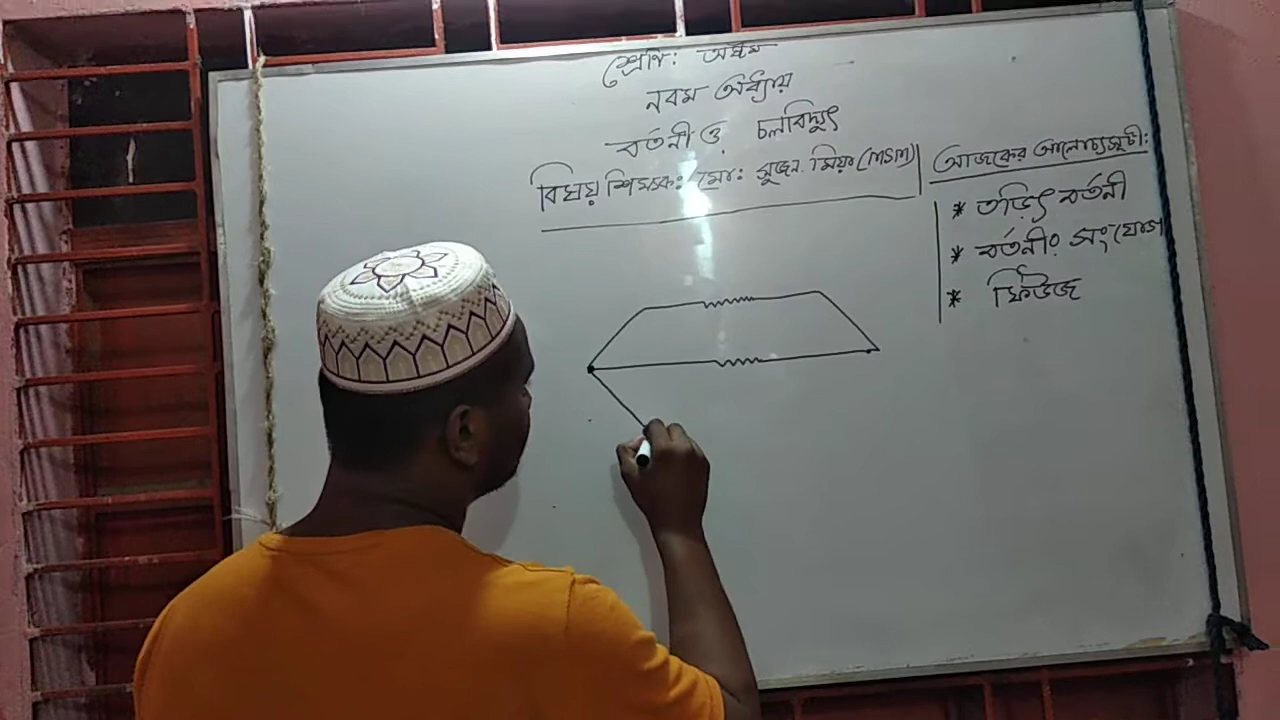 শ্রেণি: অষ্টম
নবম অধ্যায়
বর্তনী ও চলবিদ্যুৎ
বিষয় শিক্ষক: মো: সুজন মিয়া
আজকের আলোচ্যসূচী:
* তড়িৎ বর্তনী
* বর্তনীর সংযোগ
* ফিউজ